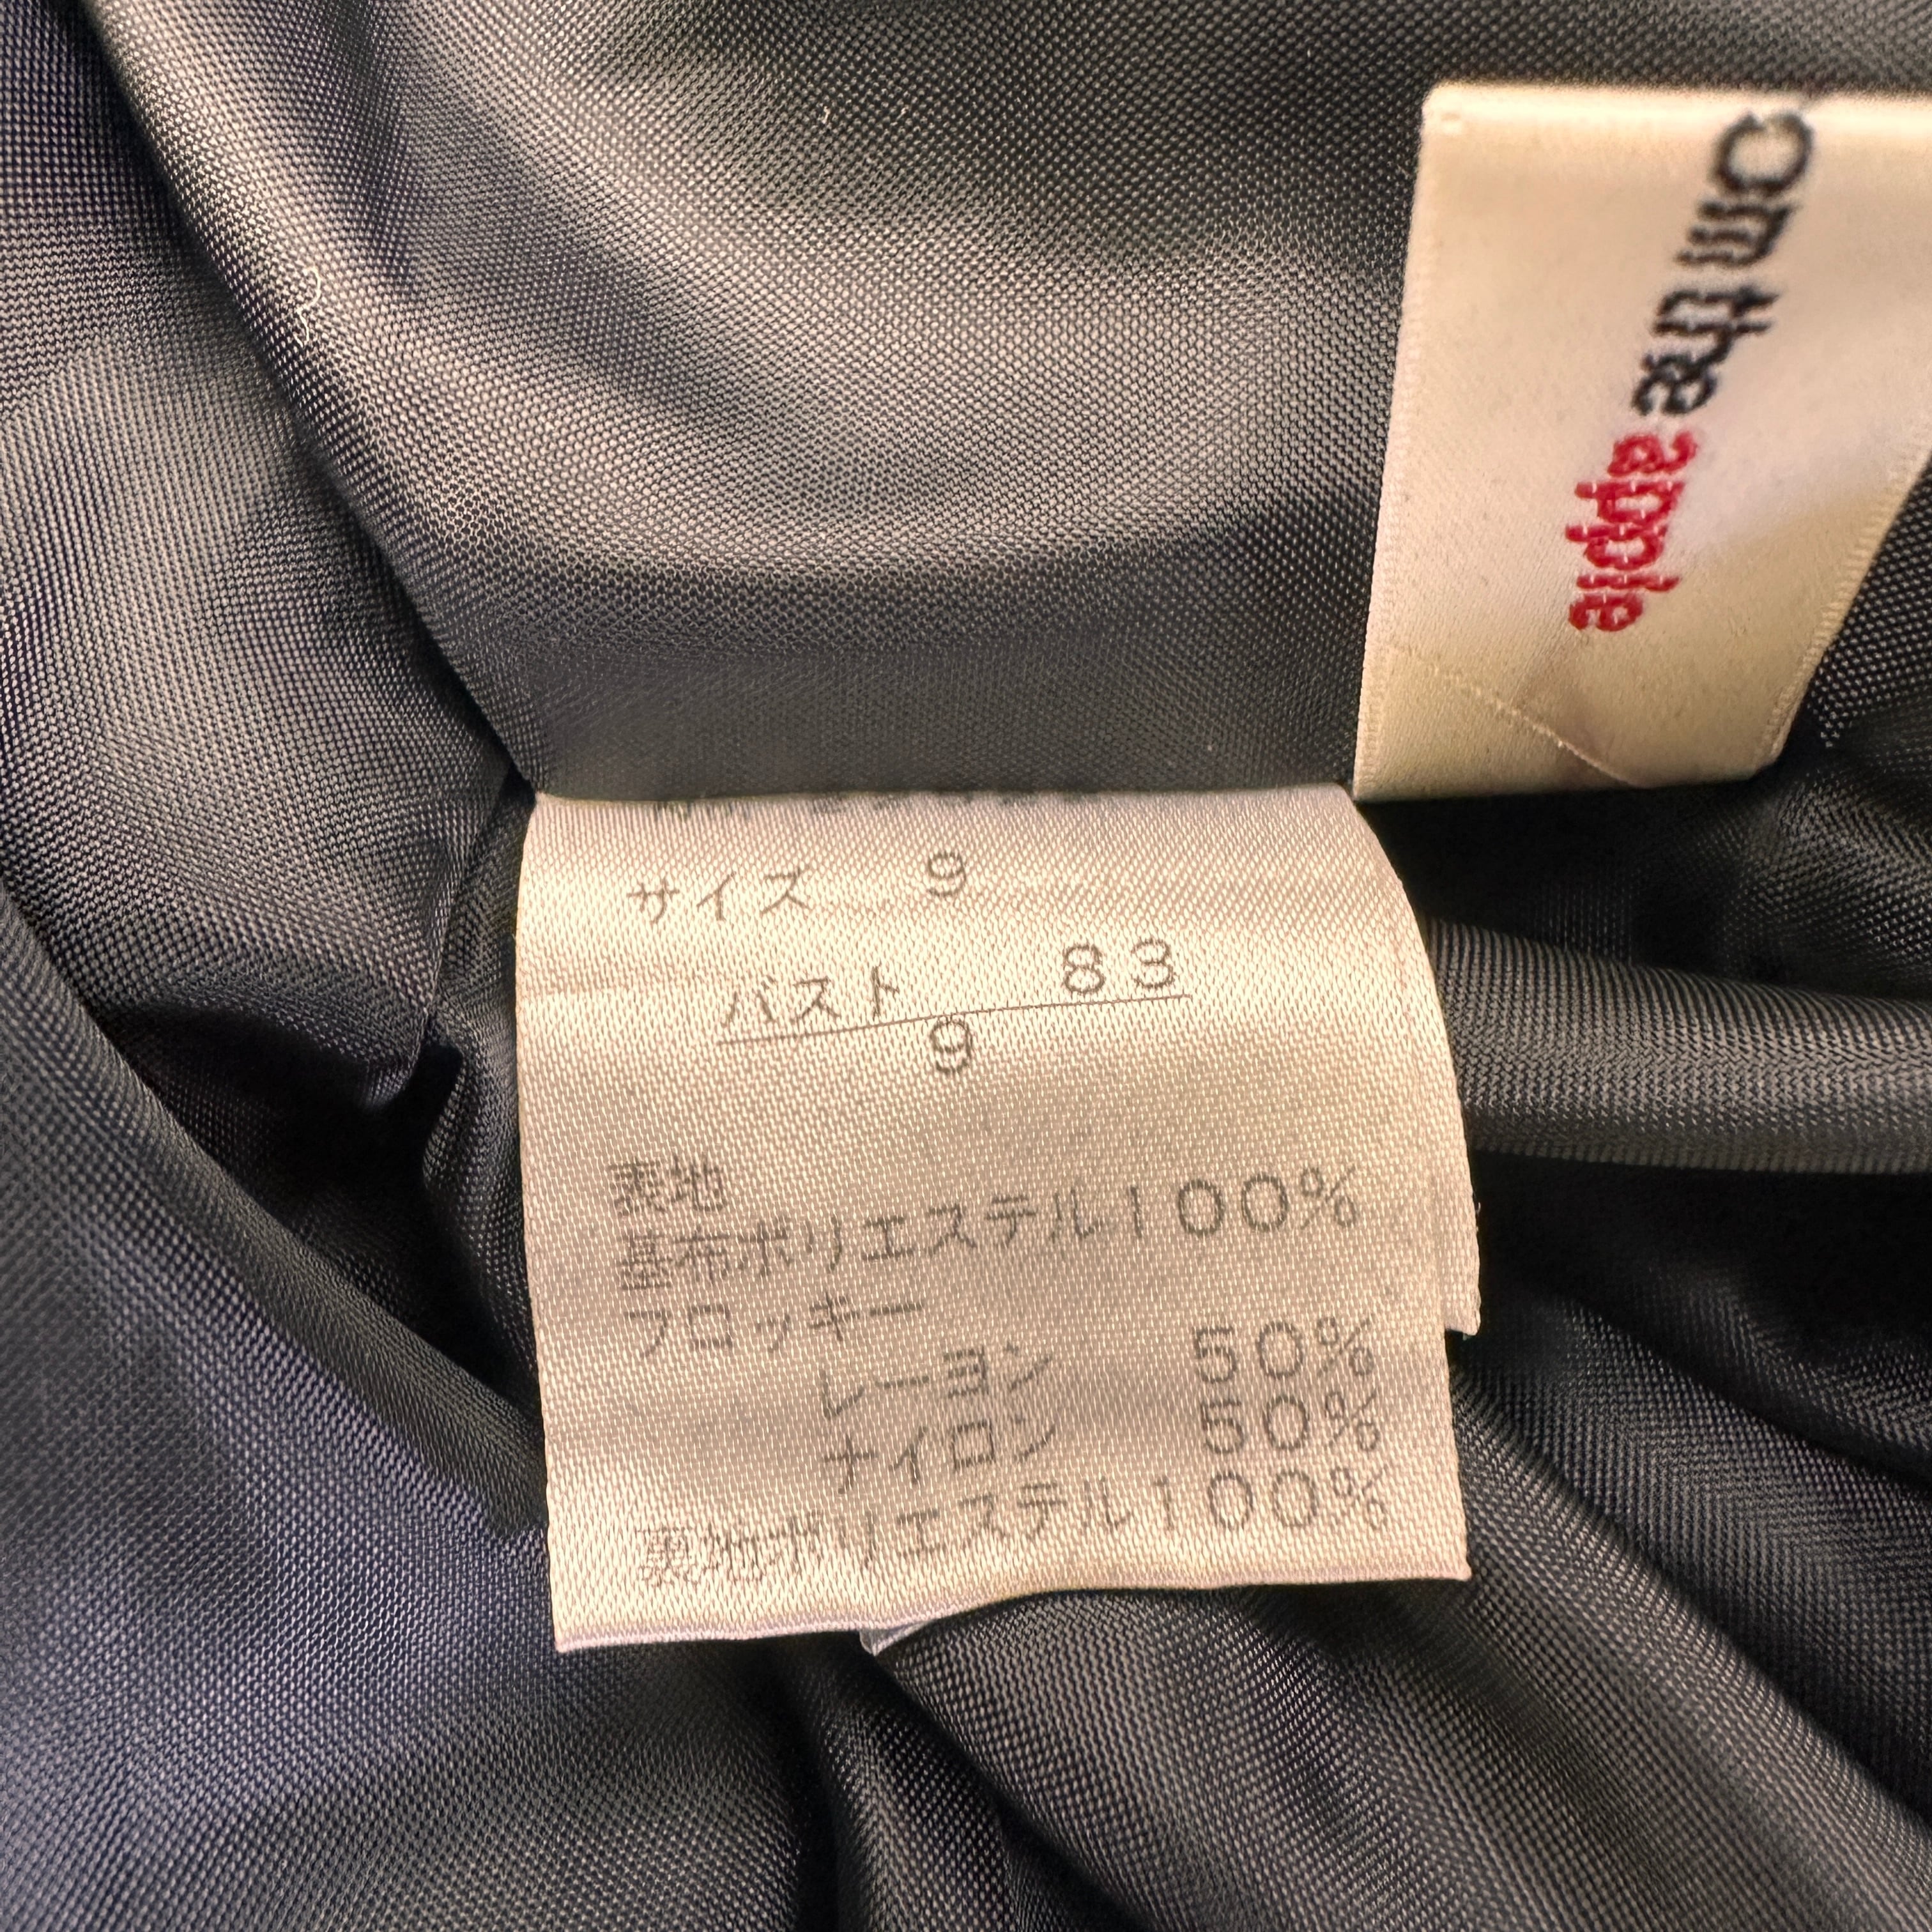 om the apple
サイズ 9
バスト 83
9
表地
基布ポリエステル100%
フロッキー
レーヨン 50%
ナイロン 50%
裏地ポリエステル100%